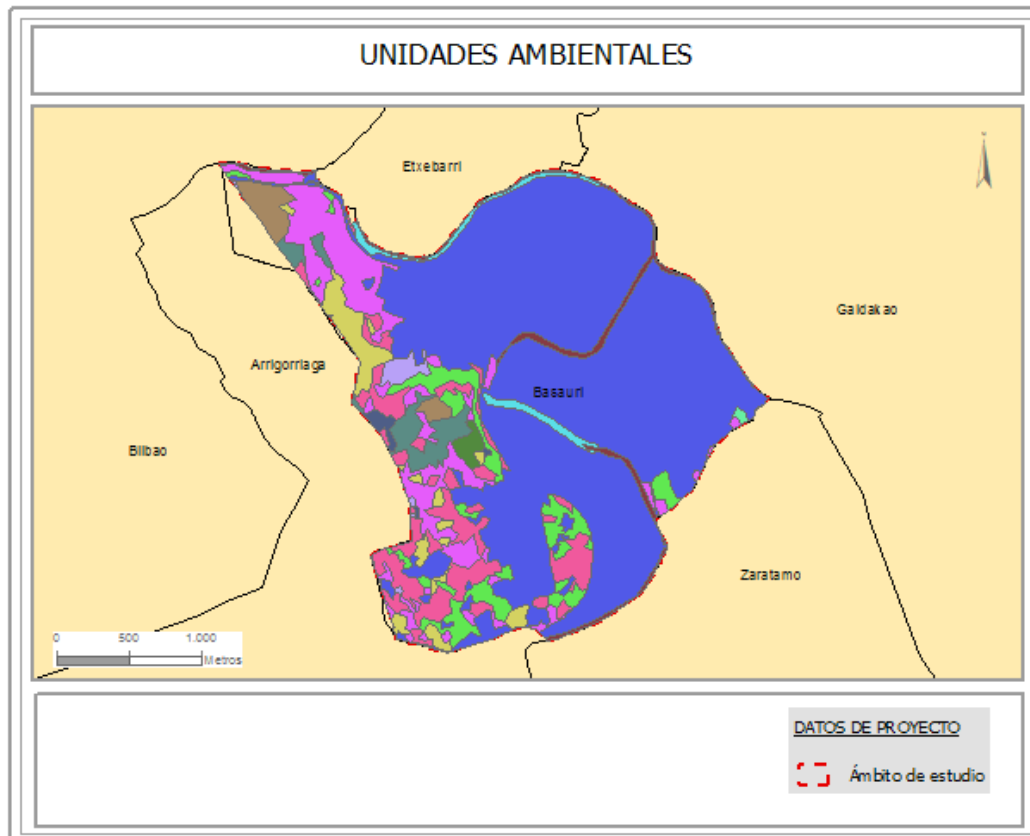 UNIDADES AMBIENTALES
Etxebarri
Galdakao
Arrigorriaga
Basauri
Bilbao
Zaratamo
0 500 1.000
Metros
DATOS DE PROYECTO
Ámbito de estudio